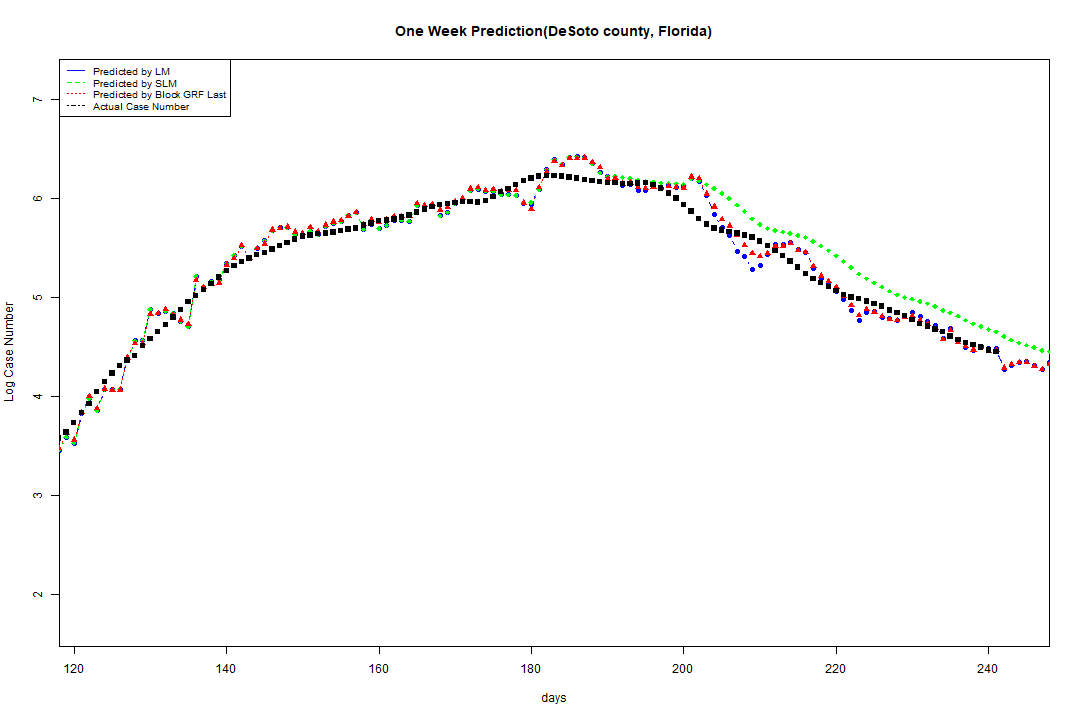 One Week Prediction(DeSoto county, Florida)
Predicted by LM
Predicted by SLM
Predicted by Block GRF Last
Actual Case Number
7
6
5
4
3
2
Log Case Number
120 140 160 180 200 220 240
days